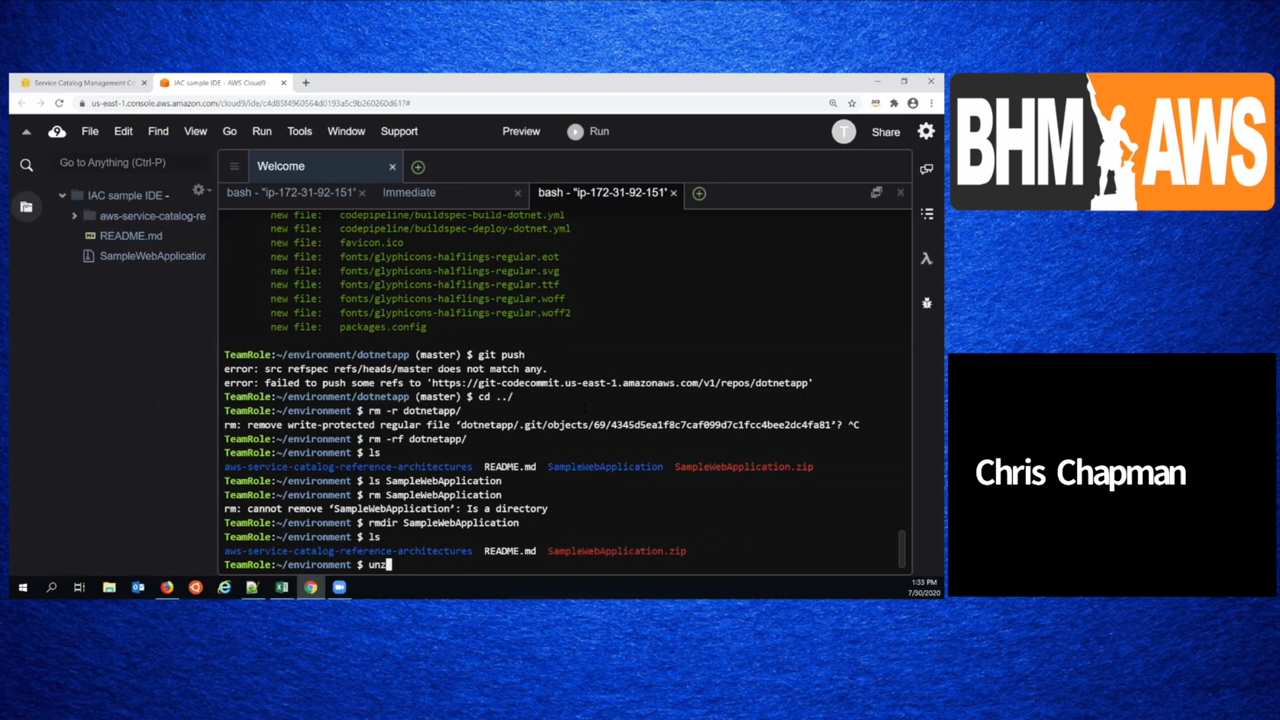 Service Catalog Management Co
IAC sample IDE - AWS Cloud9
us-east-1.console.aws.amazon.com/cloud9/ide/c4d85f4960564d0193a5c9b260260d61?#
File Edit Find View Go Run Tools Window Support Preview Run T Share
Go to Anything (Ctrl-P)
IAC sample IDE -
aws-service-catalog-re
README.md
SampleWebApplication
Welcome
bash - "ip-172-31-92-151'
Immediate
bash - "ip-172-31-92-151'
new file: codepipeline/buildspec-build-dotnet.yml
new file: codepipeline/buildspec-deploy-dotnet.yml
new file: favicon.ico
new file: fonts/glyphicons-halflings-regular.eot
new file: fonts/glyphicons-halflings-regular.svg
new file: fonts/glyphicons-halflings-regular.ttf
new file: fonts/glyphicons-halflings-regular.woff
new file: fonts/glyphicons-halflings-regular.woff2
new file: packages.config
TeamRole:~/environment/dotnetapp (master) $ git push
error: src refspec refs/heads/master does not match any.
error: failed to push some refs to 'https://git-codecommit.us-east-1.amazonaws.com/v1/repos/dotnetapp'
TeamRole:~/environment/dotnetapp (master) $ cd ../
TeamRole:~/environment $ rm -r dotnetapp/
rm: remove write-protected regular file ‘dotnetapp/.git/objects/69/4345d5ea1f8c7caf099d7c1fcc4bee2dc4fa81’? ^C
TeamRole:~/environment $ rm -rf dotnetapp/
TeamRole:~/environment $ ls
aws-service-catalog-reference-architectures README.md SampleWebApplication SampleWebApplication.zip
TeamRole:~/environment $ ls SampleWebApplication
TeamRole:~/environment $ rm SampleWebApplication
rm: cannot remove ‘SampleWebApplication’: Is a directory
TeamRole:~/environment $ rmdir SampleWebApplication
TeamRole:~/environment $ ls
aws-service-catalog-reference-architectures README.md SampleWebApplication.zip
TeamRole:~/environment $ unz
1:33 PM
7/30/2020
BHM AWS
Chris Chapman